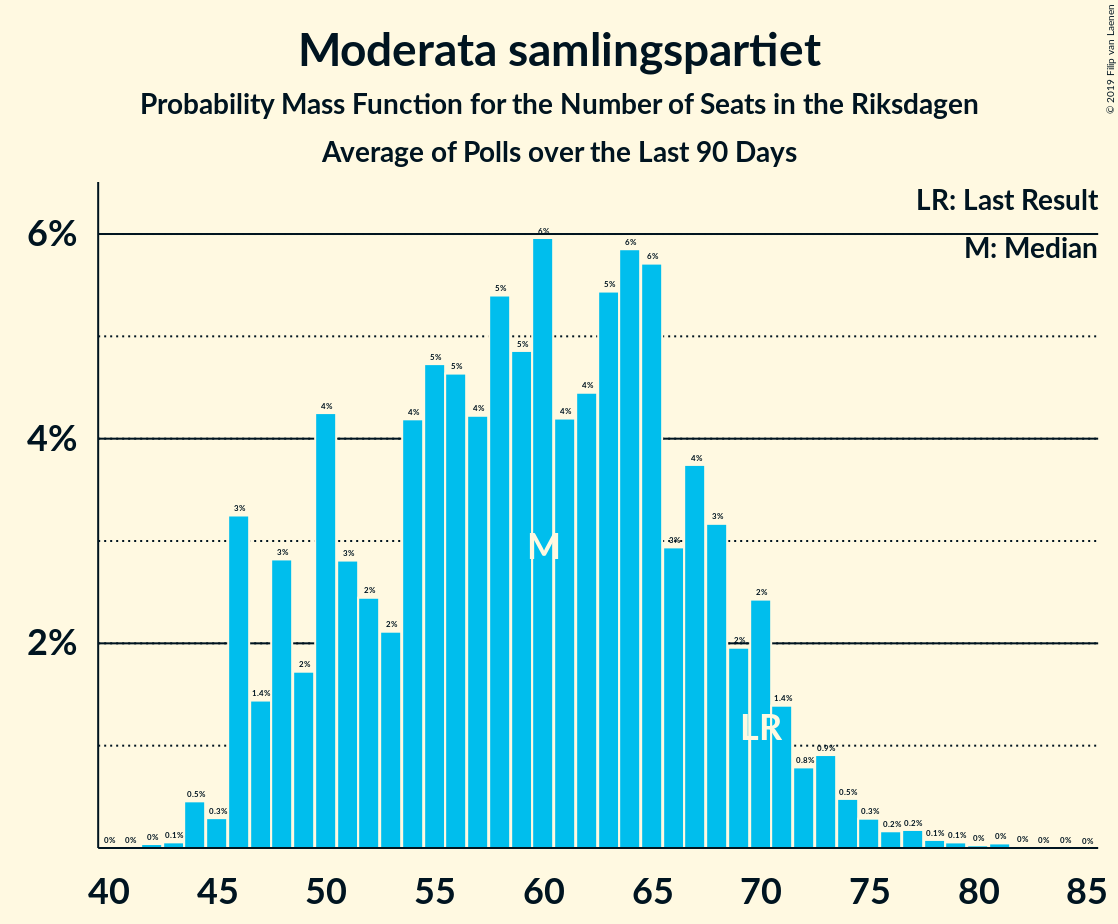 Moderata samlingspartiet
Probability Mass Function for the Number of Seats in the Riksdagen
Average of Polls over the Last 90 Days
© 2019 Filip van Laenen
LR: Last Result
M: Median
6%
4%
2%
0% 0% 0% 0.1% 0.5% 0.3% 3% 1.4% 3% 2% 4% 3% 2% 2% 4% 5% 5% 4% 5% 5% 6% 4% 4% 5% 6% 6% 3% 4% 3% 2% 2% 1.4% 0.8% 0.9% 0.5% 0.3% 0.2% 0.2% 0.1% 0.1% 0% 0% 0% 0% 0% 0%
M
LR
40 45 50 55 60 65 70 75 80 85